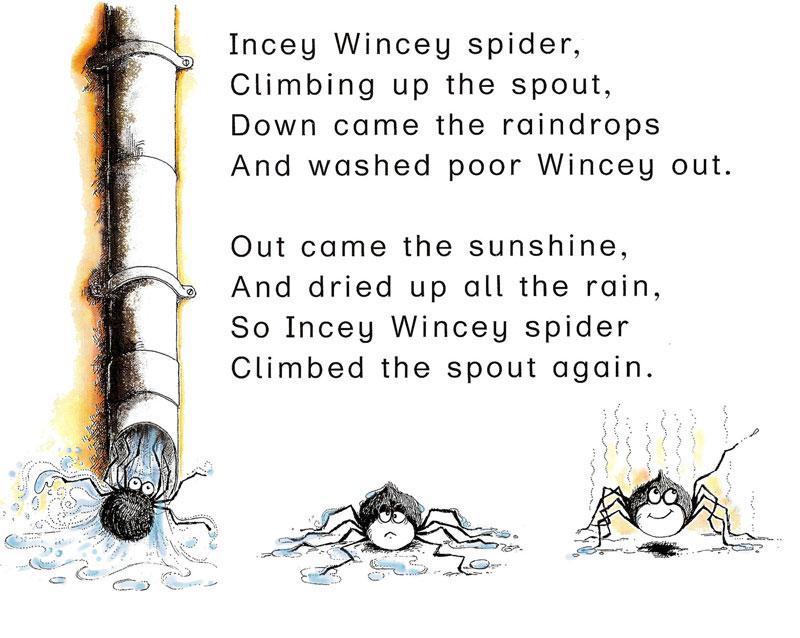 Incey Wincey spider,
Climbing up the spout,
Down came the raindrops
And washed poor Wincey out.

Out came the sunshine,
And dried up all the rain,
So Incey Wincey spider
Climbed the spout again.